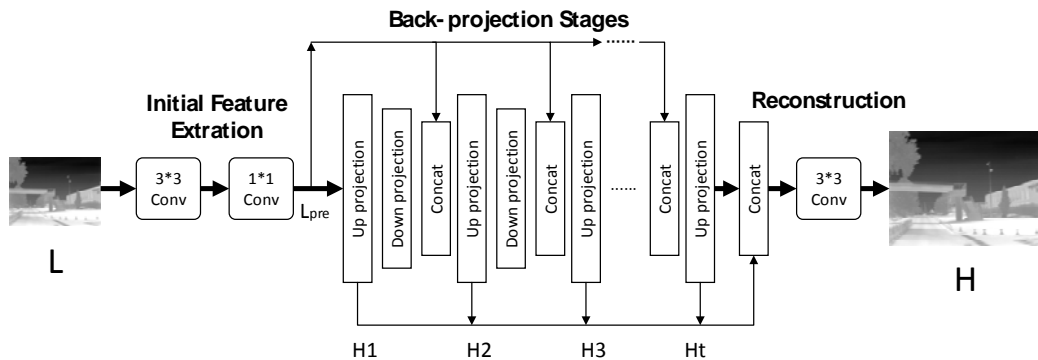 Back- projection Stages
Initial Feature
Extration
Reconstruction
3*3
Conv
1*1
Conv
Lpre
Up projection
Down projection
Concat
Up projection
Down projection
Concat
Up projection
......
Concat
Up projection
Concat
3*3
Conv
......
L
H
H1
H2
H3
Ht